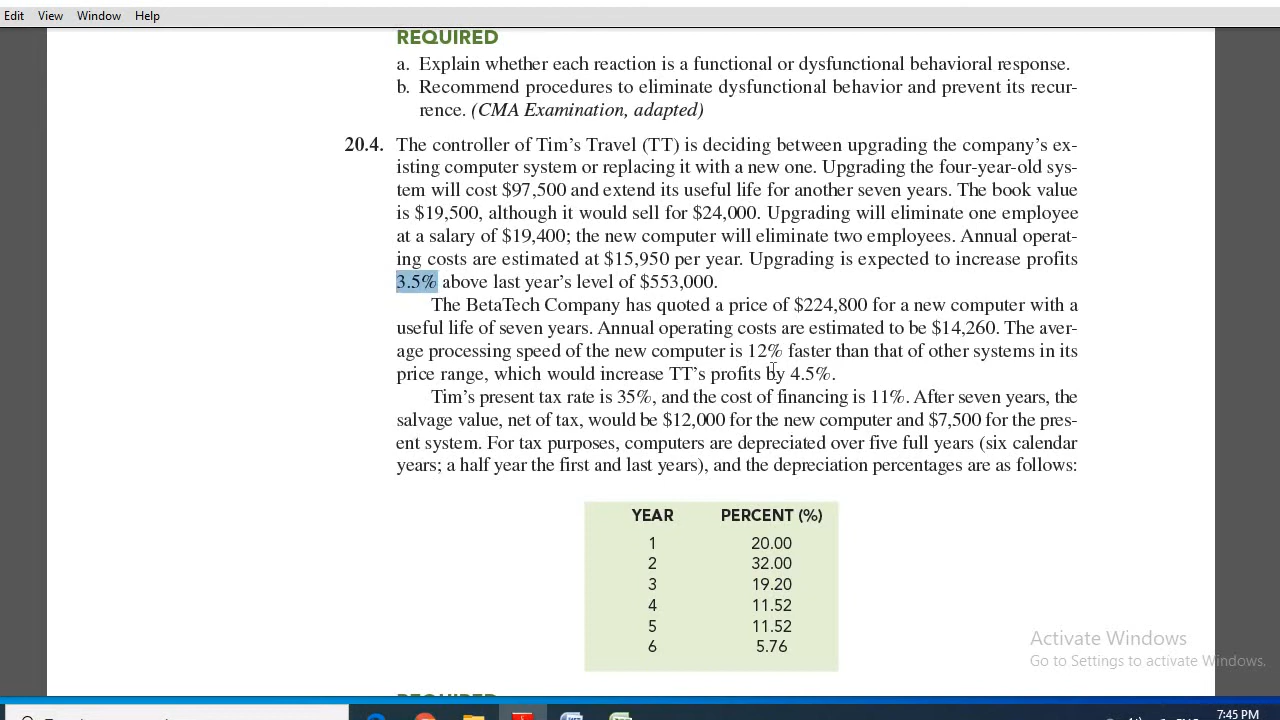 Edit View Window Help
REQUIRED
a. Explain whether each reaction is a functional or dysfunctional behavioral response.
b. Recommend procedures to eliminate dysfunctional behavior and prevent its recur-
rence. (CMA Examination, adapted)
20.4. The controller of Tim's Travel (TT) is deciding between upgrading the company's ex-
isting computer system or replacing it with a new one. Upgrading the four-year-old sys-
tem will cost $97,500 and extend its useful life for another seven years. The book value
is $19,500, although it would sell for $24,000. Upgrading will eliminate one employee
at a salary of $19,400; the new computer will eliminate two employees. Annual operat-
ing costs are estimated at $15,950 per year. Upgrading is expected to increase profits
3.5% above last year's level of $553,000.
The BetaTech Company has quoted a price of $224,800 for a new computer with a
useful life of seven years. Annual operating costs are estimated to be $14,260. The aver-
age processing speed of the new computer is 12% faster than that of other systems in its
price range, which would increase TT's profits by 4.5%.
Tim's present tax rate is 35%, and the cost of financing is 11%. After seven years, the
salvage value, net of tax, would be $12,000 for the new computer and $7,500 for the pres-
ent system. For tax purposes, computers are depreciated over five full years (six calendar
years; a half year the first and last years), and the depreciation percentages are as follows:
YEAR PERCENT (%)
1 20.00
2 32.00
3 19.20
4 11.52
5 11.52
6 5.76
Activate Windows
Go to Settings to activate Windows.
REQUIRED
7:45 PM